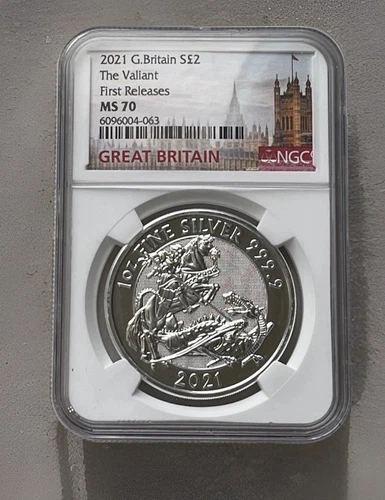 2021 G.Britain S£2
The Valiant
First Releases
MS 70
6096004-063
GREAT BRITAIN
NGC
1OZ FINE SILVER 999.9
2021